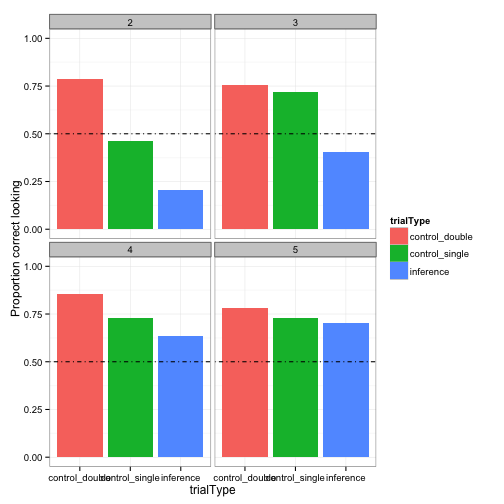 2
3
1.00
0.75
0.50
0.25
0.00
4
5
1.00
0.75
0.50
0.25
0.00
control_double
control_single
inference
control_double
control_single
inference
trialType
Proportion correct looking
trialType
control_double
control_single
inference